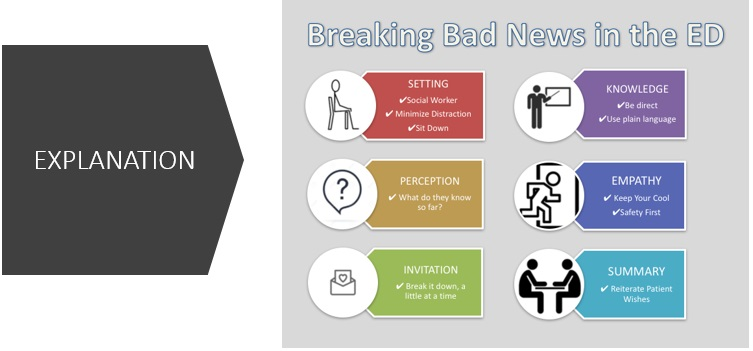 EXPLANATION
Breaking Bad News in the ED
SETTING
✔Social Worker
✔ Minimize Distraction
✔Sit Down
PERCEPTION
✔ What do they know
so far?
INVITATION
✔ Break it down, a
little at a time
KNOWLEDGE
✔Be direct
✔Use plain language
EMPATHY
✔ Keep Your Cool
✔Safety First
SUMMARY
✔ Reiterate Patient
Wishes